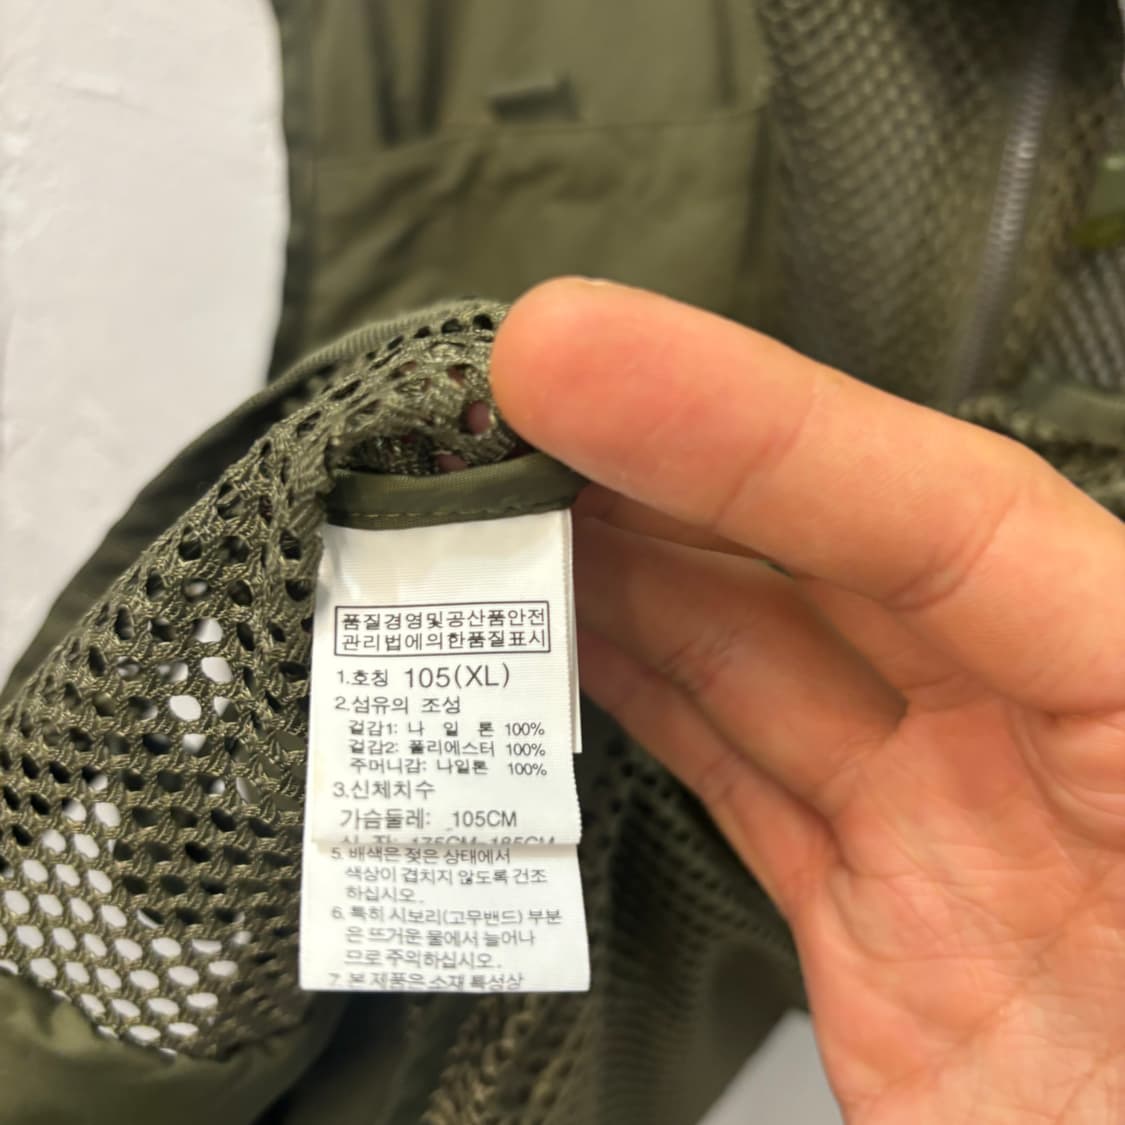 품질경영및공산품안전
관리법에의한품질표시
1.호칭 105(XL)
2.섬유의 조성
겉감1: 나 일 론 100%
겉감2: 폴리에스터 100%
주머니감: 나일론 100%
3.신체치수
가슴둘레: 105CM
신 장: 175CM~185CM
5. 배색은 젖은 상태에서
색상이 겹치지 않도록 건조
하십시오.
6. 특히 시보리(고무밴드) 부분
은 뜨거운 물에서 늘어나
므로 주의하십시오.
7. 본 제품은 소재 특성상